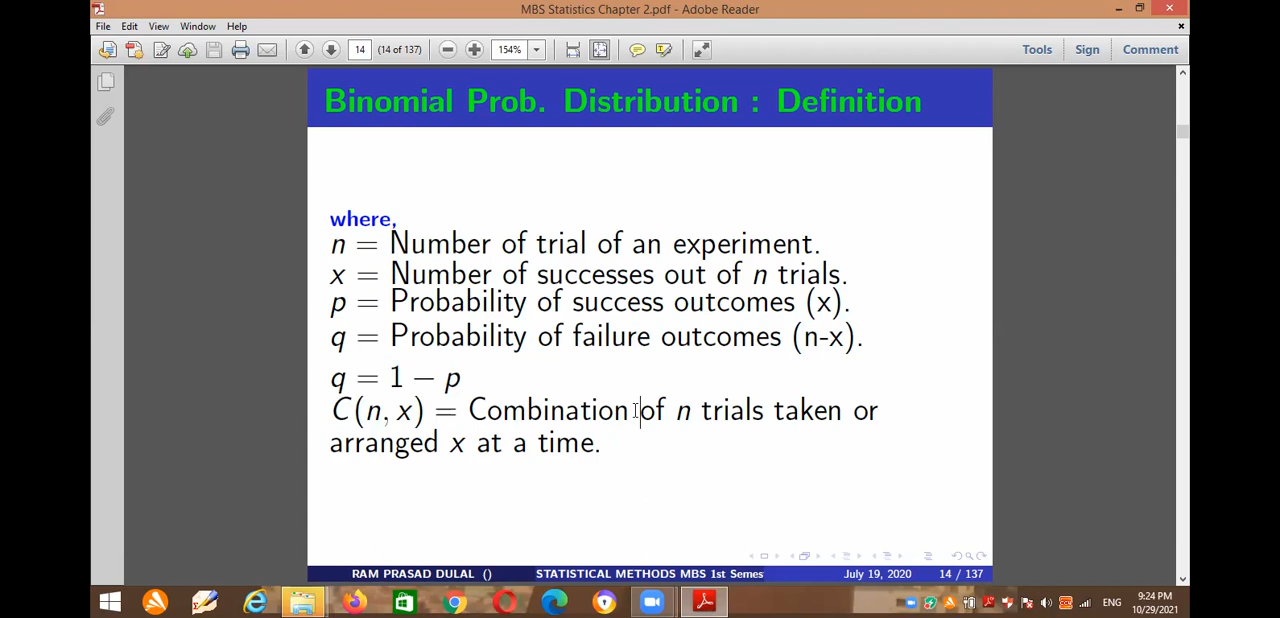 MBS Statistics Chapter 2.pdf - Adobe Reader
File Edit View Window Help
14 (14 of 137) 154% Tools Sign Comment
Binomial Prob. Distribution : Definition
where,
n = Number of trial of an experiment.
x = Number of successes out of n trials.
p = Probability of success outcomes (x).
q = Probability of failure outcomes (n-x).
q = 1 − p
C(n, x) = Combination of n trials taken or
arranged x at a time.
RAM PRASAD DULAL () STATISTICAL METHODS MBS 1st Semes July 19, 2020 14 / 137
ENG 9:24 PM
10/29/2021